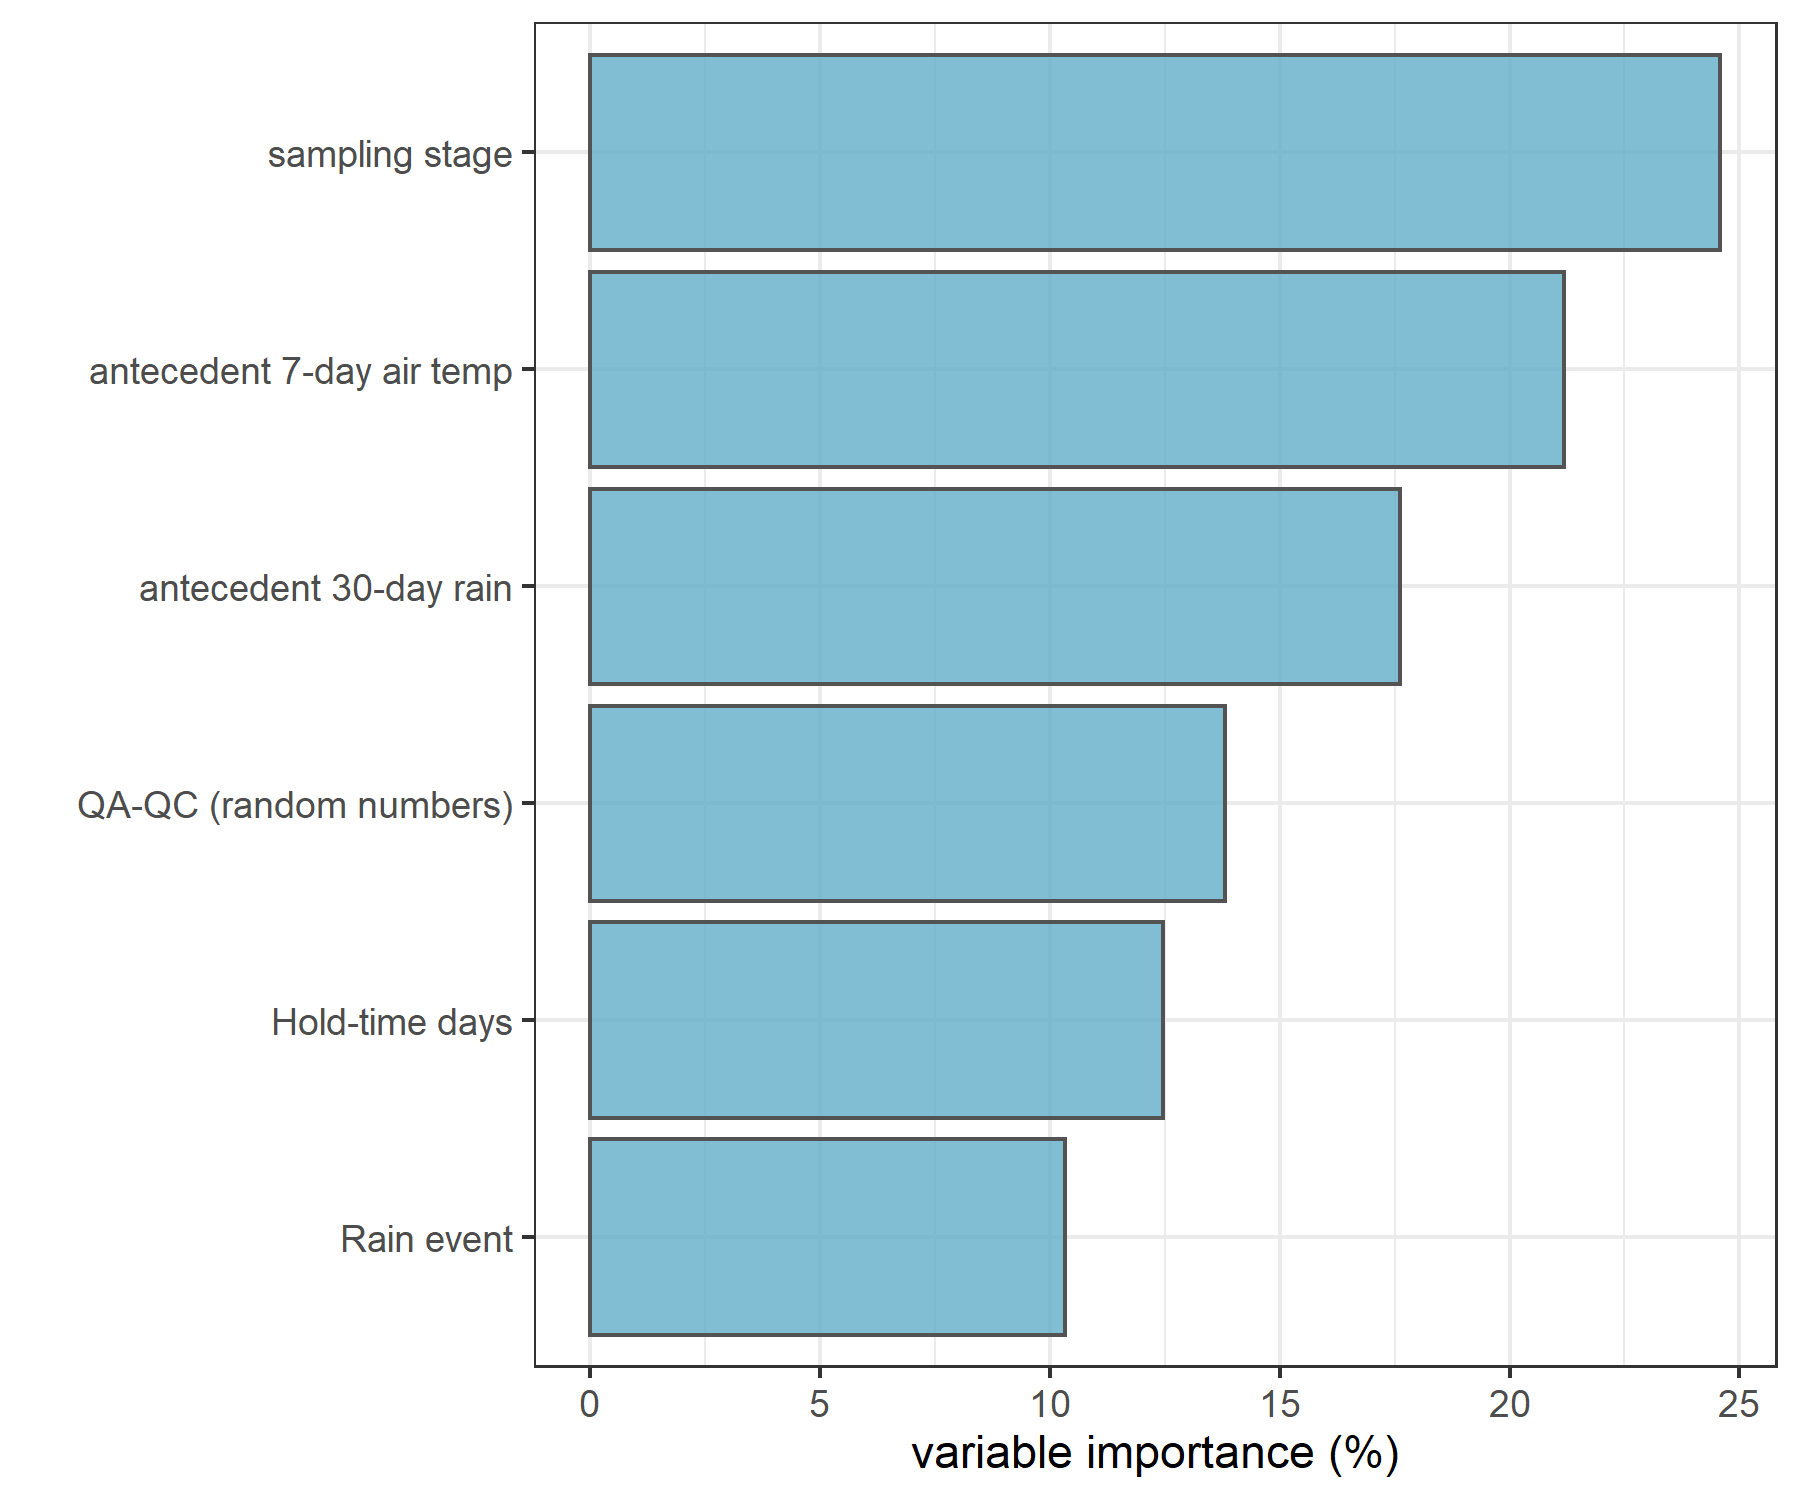 sampling stage
antecedent 7-day air temp
antecedent 30-day rain
QA-QC (random numbers)
Hold-time days
Rain event
0 5 10 15 20 25
variable importance (%)